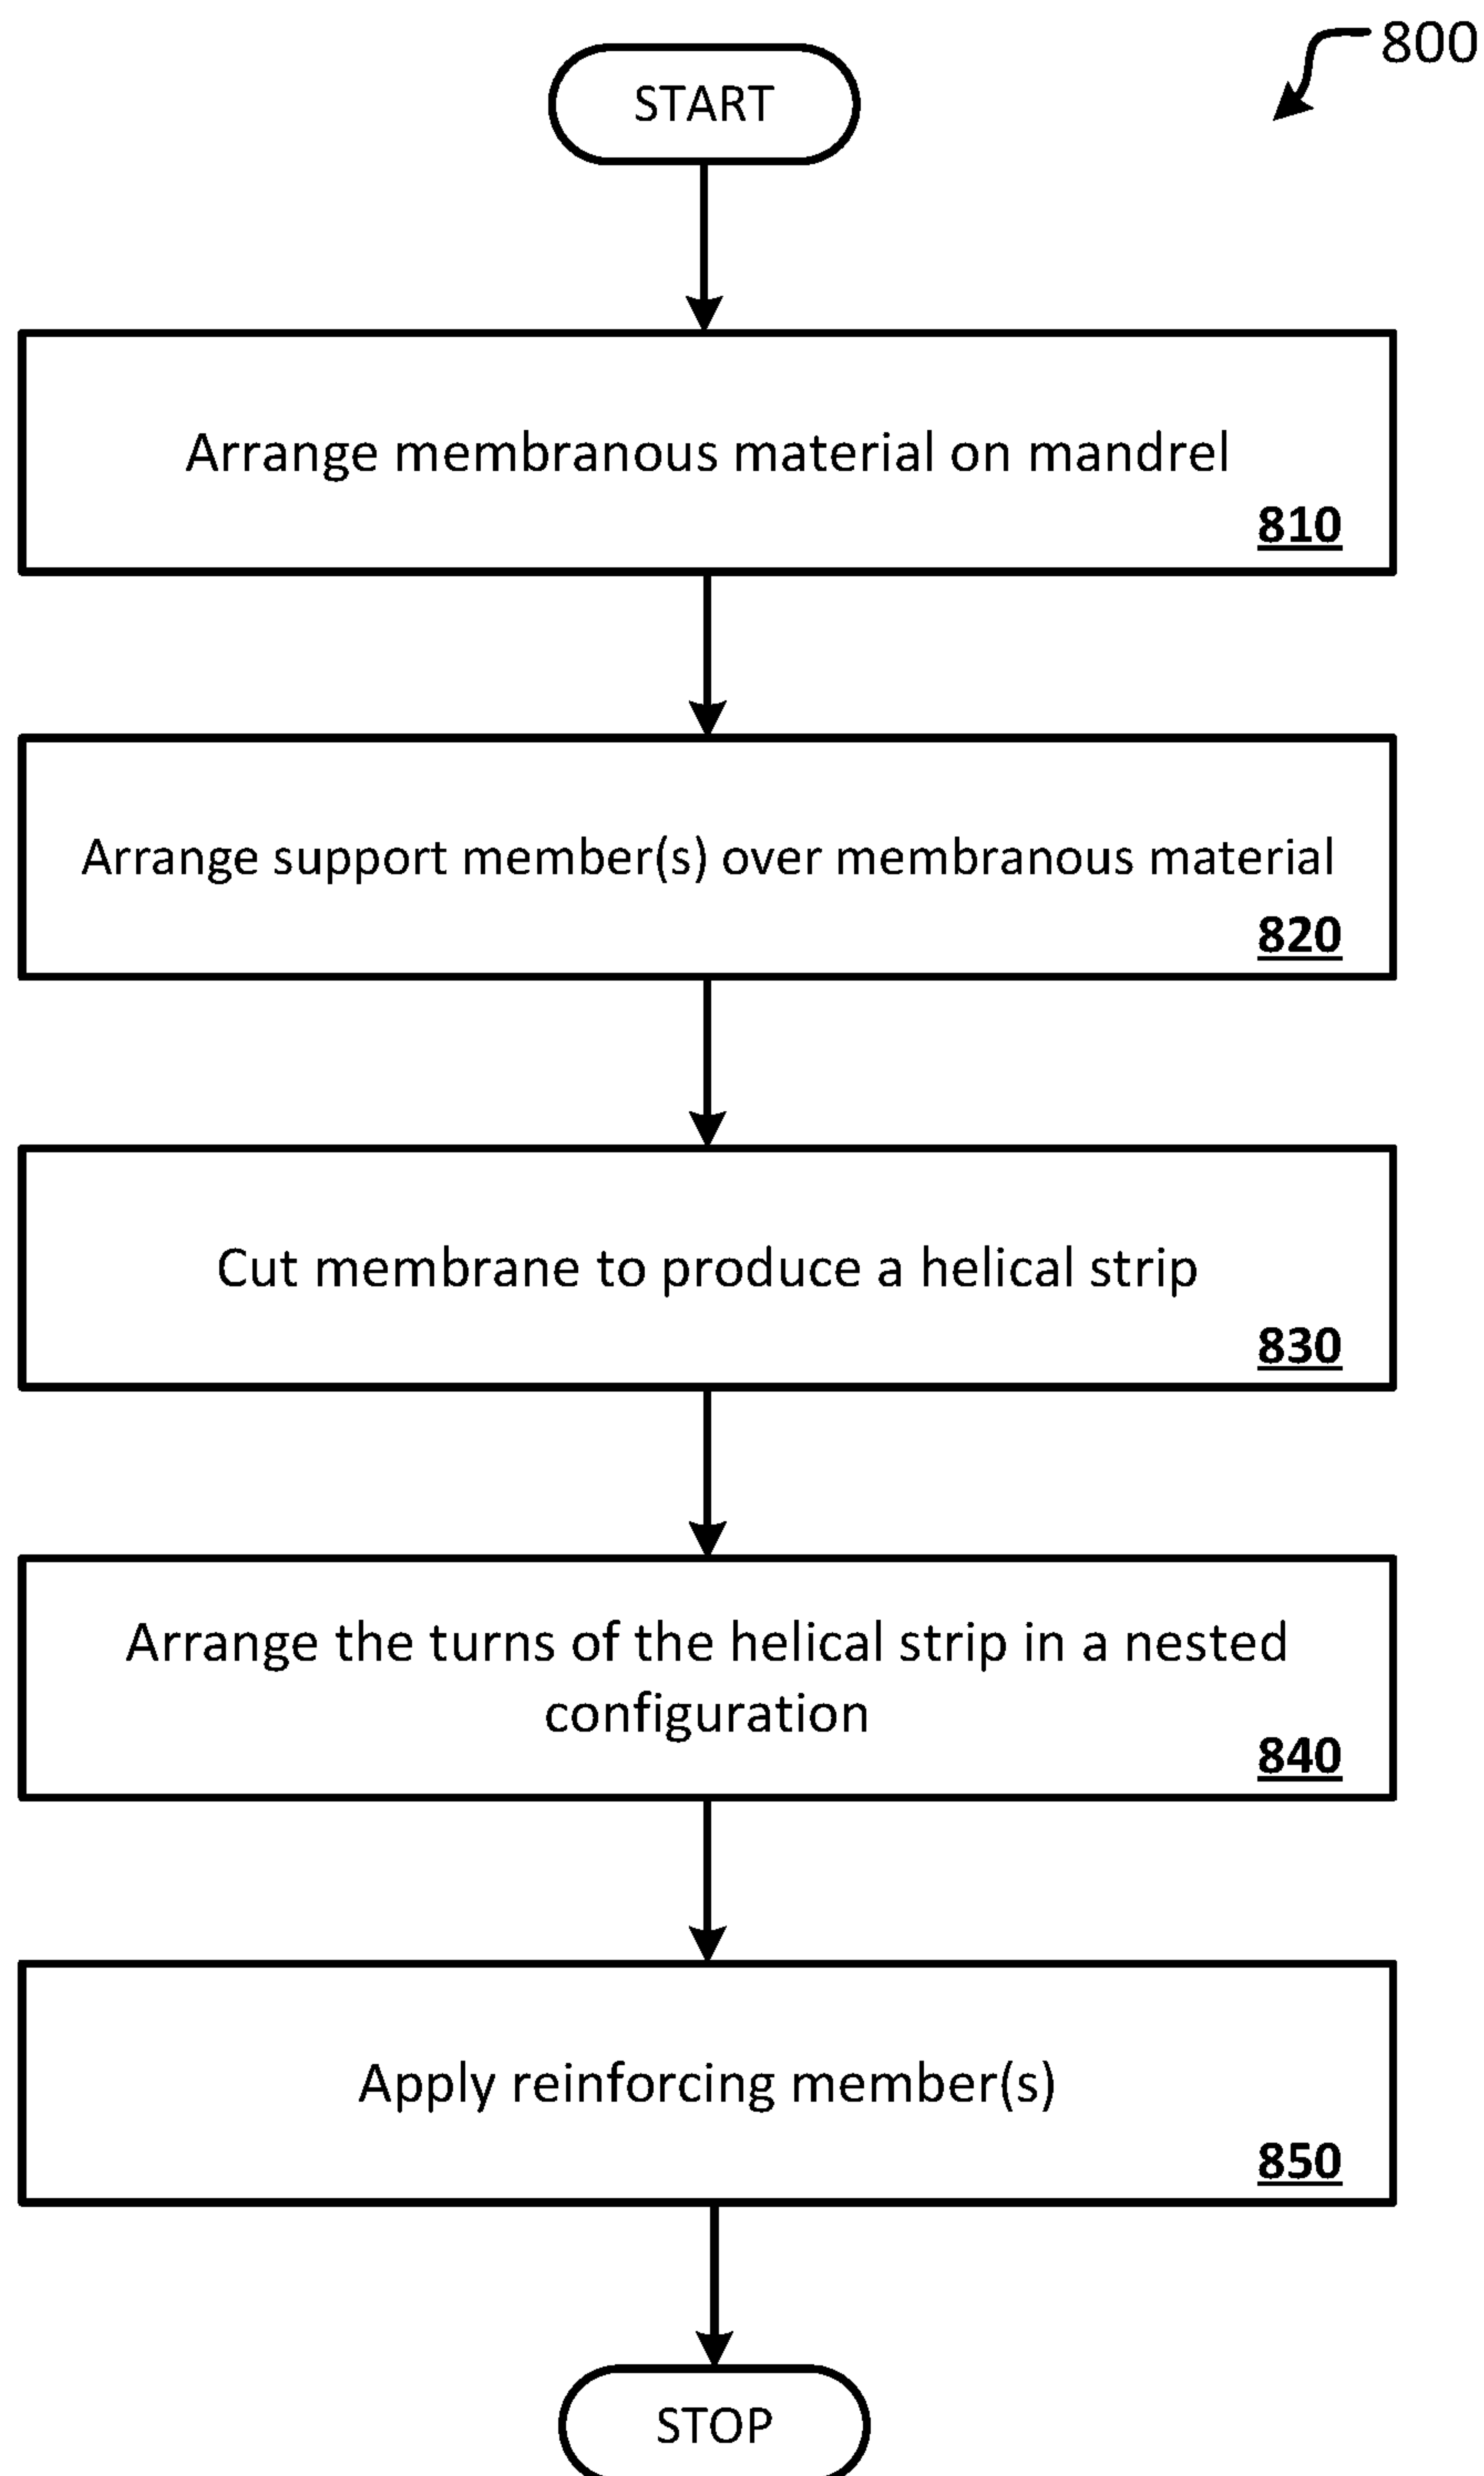 800
START
Arrange membranous material on mandrel
810
Arrange support member(s) over membranous material
820
Cut membrane to produce a helical strip
830
Arrange the turns of the helical strip in a nested
configuration
840
Apply reinforcing member(s)
850
STOP